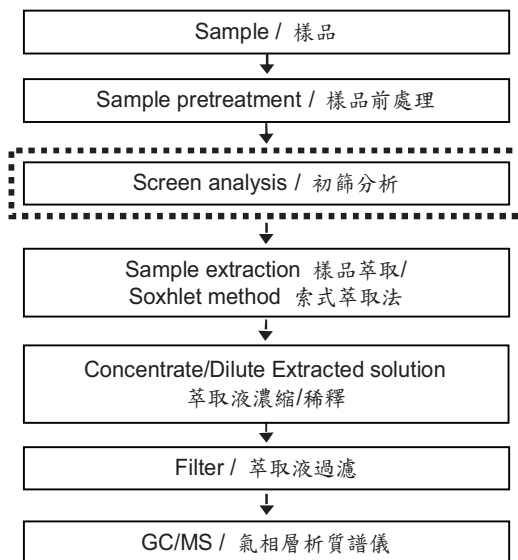 Sample / 樣品
Sample pretreatment / 樣品前處理
Screen analysis / 初篩分析
Sample extraction 樣品萃取/
Soxhlet method 索式萃取法
Concentrate/Dilute Extracted solution
萃取液濃縮/稀釋
Filter / 萃取液過濾
GC/MS / 氣相層析質譜儀